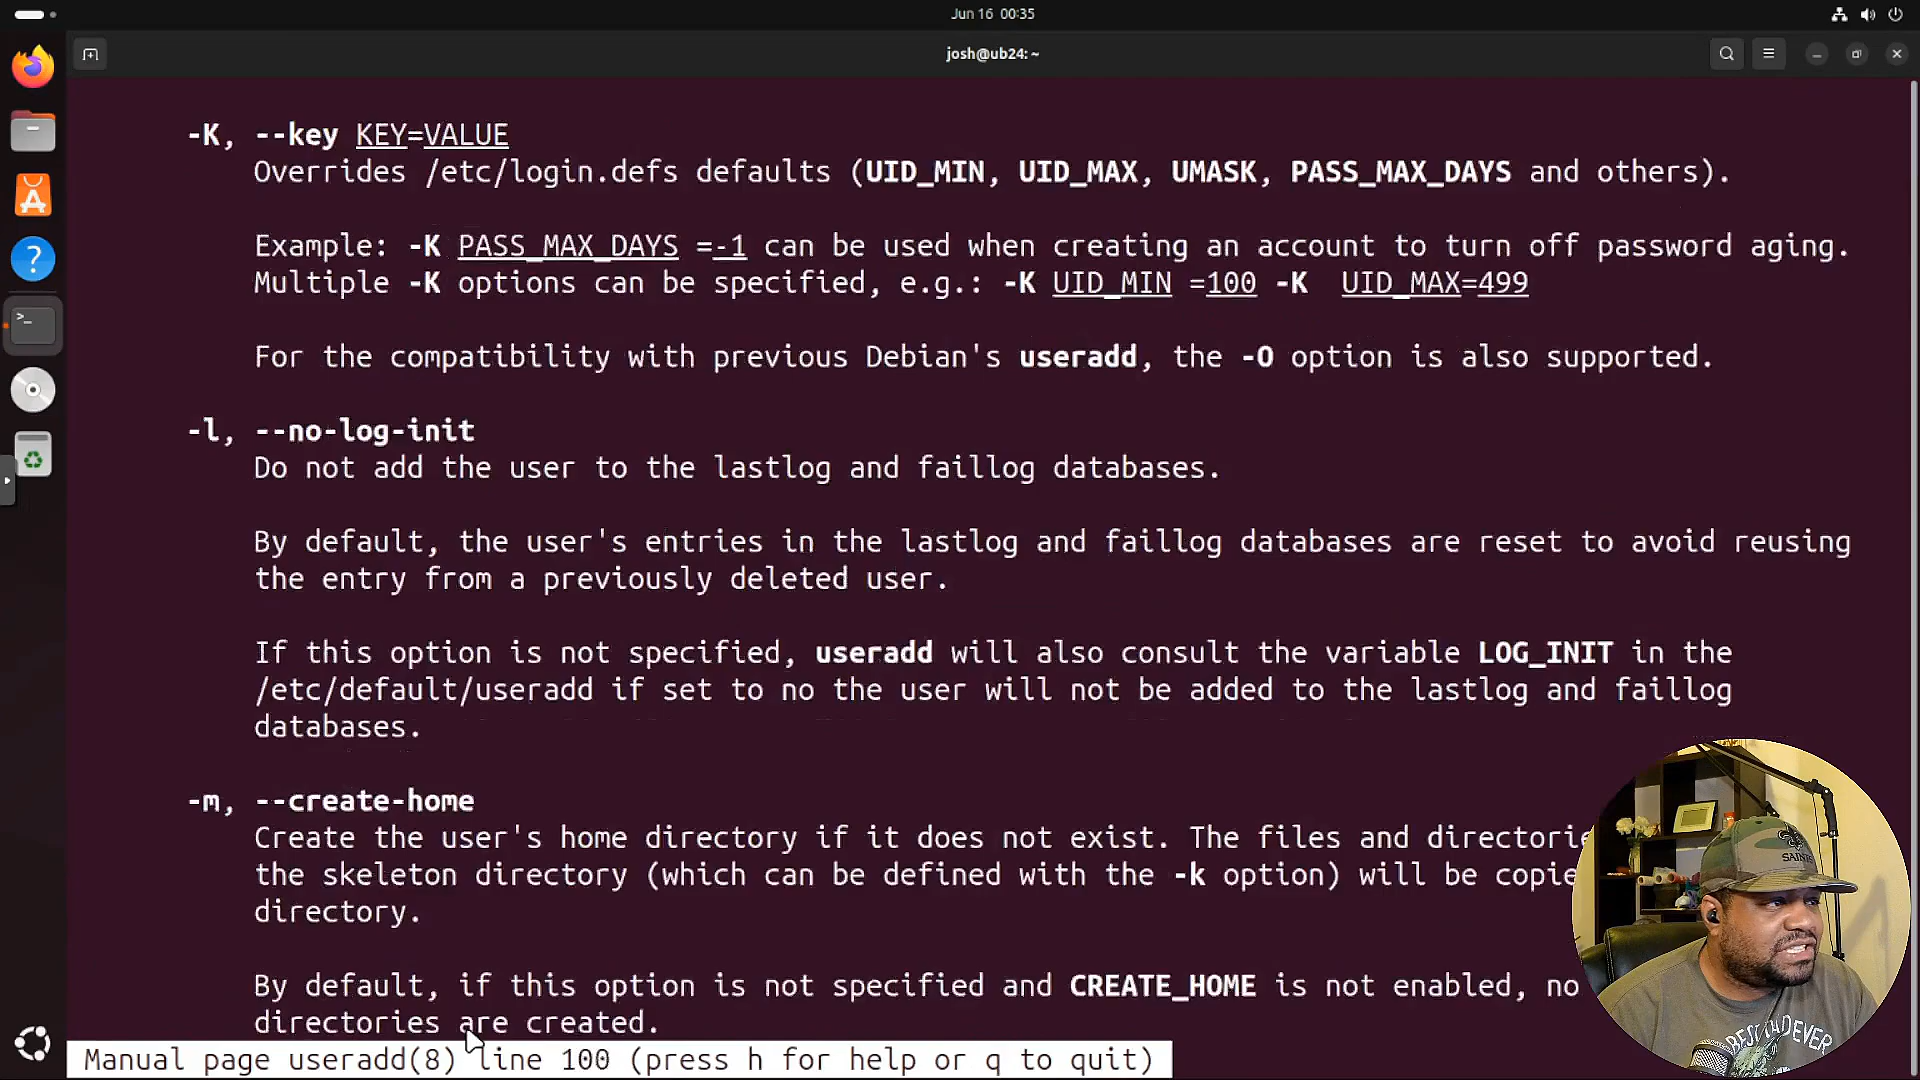 Jun 16 00:35
josh@ub24: ~
-K, --key KEY=VALUE
Overrides /etc/login.defs defaults (UID_MIN, UID_MAX, UMASK, PASS_MAX_DAYS and others).
Example: -K PASS_MAX_DAYS =-1 can be used when creating an account to turn off password aging.
Multiple -K options can be specified, e.g.: -K UID_MIN =100 -K  UID_MAX=499
For the compatibility with previous Debian's useradd, the -O option is also supported.
-l, --no-log-init
Do not add the user to the lastlog and faillog databases.
By default, the user's entries in the lastlog and faillog databases are reset to avoid reusing
the entry from a previously deleted user.
If this option is not specified, useradd will also consult the variable LOG_INIT in the
/etc/default/useradd if set to no the user will not be added to the lastlog and faillog
databases.
-m, --create-home
Create the user's home directory if it does not exist. The files and directorie
the skeleton directory (which can be defined with the -k option) will be copie
directory.
By default, if this option is not specified and CREATE_HOME is not enabled, no
directories are created.
Manual page useradd(8) line 100 (press h for help or q to quit)
SAINTS